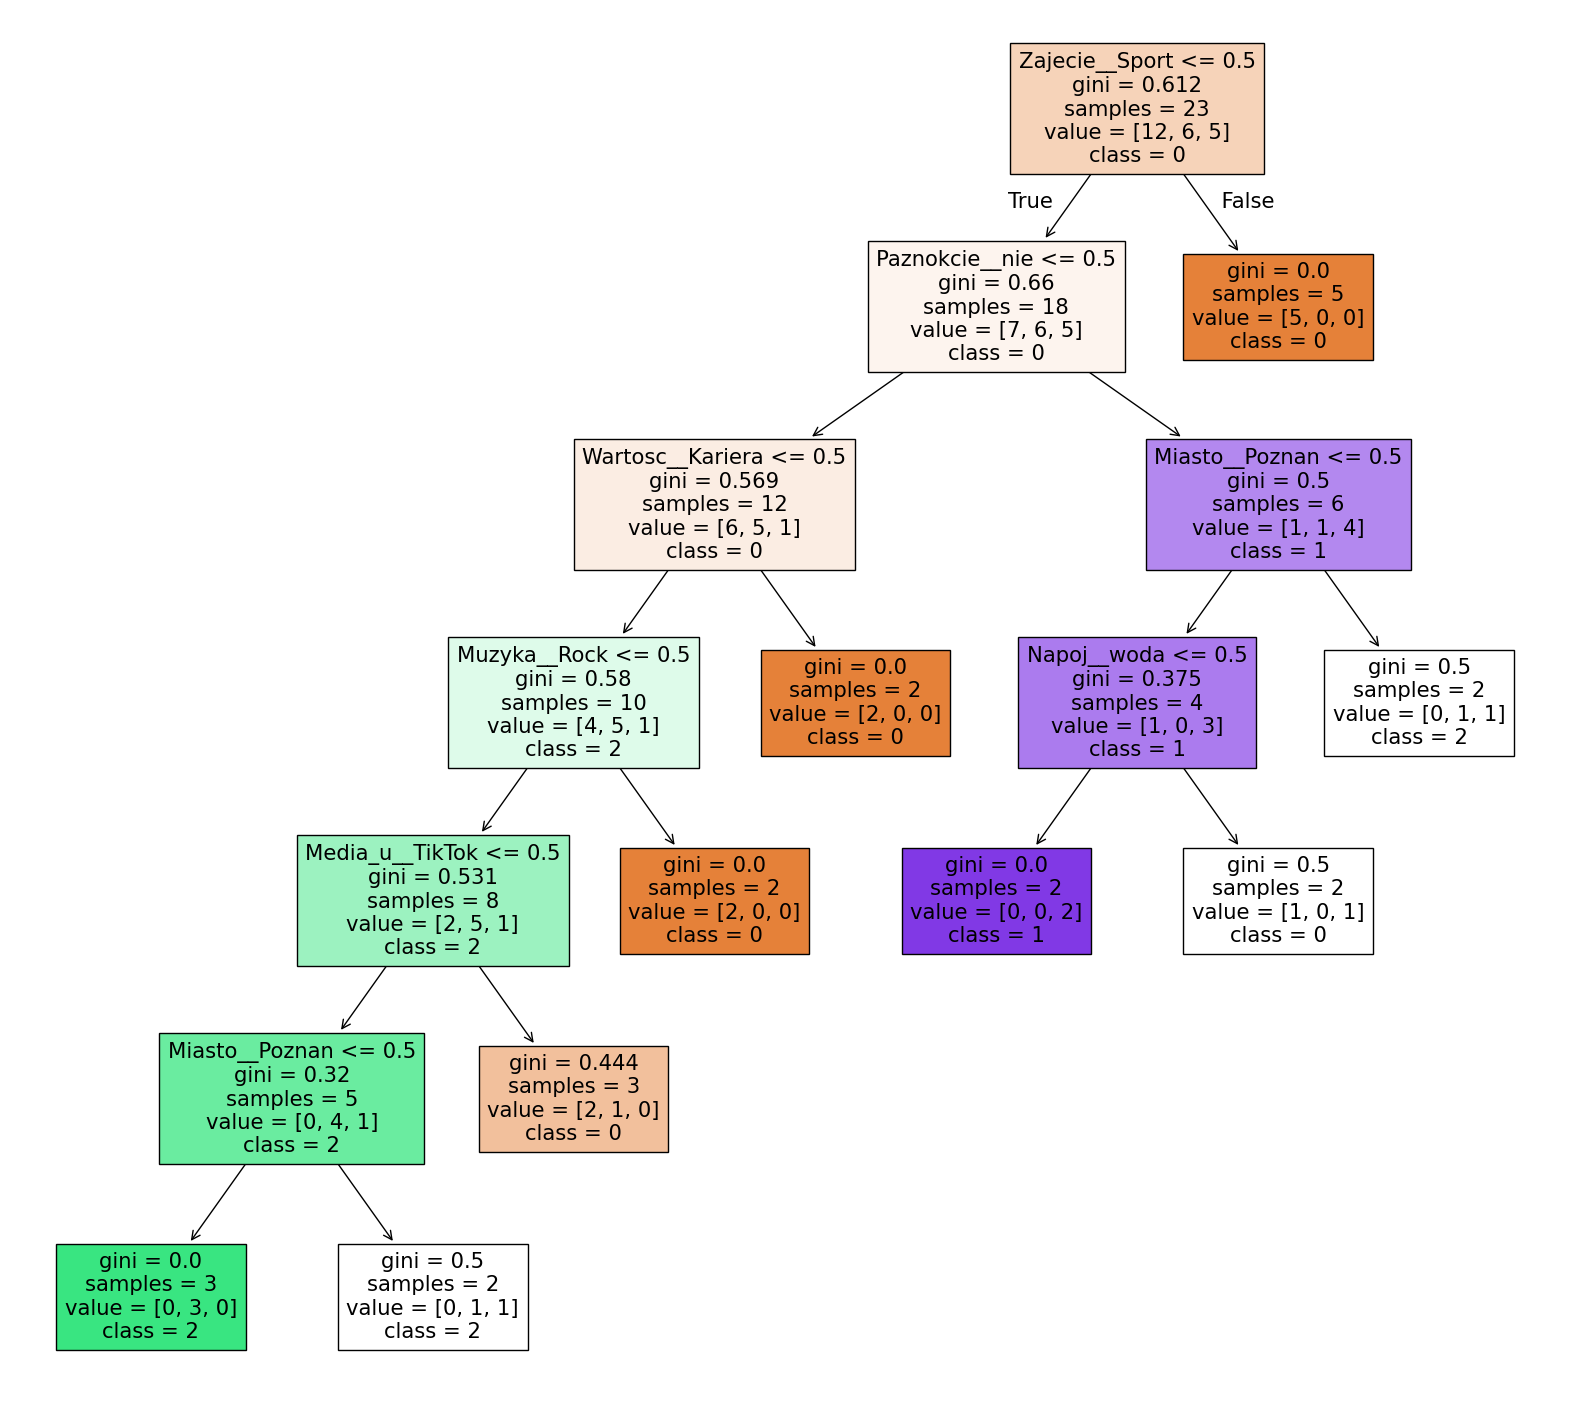 Zajecie__Sport <= 0.5
gini = 0.612
samples = 23
value = [12, 6, 5]
class = 0
True
False
Paznokcie__nie <= 0.5
gini = 0.66
samples = 18
value = [7, 6, 5]
class = 0
gini = 0.0
samples = 5
value = [5, 0, 0]
class = 0
Wartosc__Kariera <= 0.5
gini = 0.569
samples = 12
value = [6, 5, 1]
class = 0
Miasto__Poznan <= 0.5
gini = 0.5
samples = 6
value = [1, 1, 4]
class = 1
Muzyka__Rock <= 0.5
gini = 0.58
samples = 10
value = [4, 5, 1]
class = 2
gini = 0.0
samples = 2
value = [2, 0, 0]
class = 0
Napoj__woda <= 0.5
gini = 0.375
samples = 4
value = [1, 0, 3]
class = 1
gini = 0.5
samples = 2
value = [0, 1, 1]
class = 2
Media_u__TikTok <= 0.5
gini = 0.531
samples = 8
value = [2, 5, 1]
class = 2
gini = 0.0
samples = 2
value = [2, 0, 0]
class = 0
gini = 0.0
samples = 2
value = [0, 0, 2]
class = 1
gini = 0.5
samples = 2
value = [1, 0, 1]
class = 0
Miasto__Poznan <= 0.5
gini = 0.32
samples = 5
value = [0, 4, 1]
class = 2
gini = 0.444
samples = 3
value = [2, 1, 0]
class = 0
gini = 0.0
samples = 3
value = [0, 3, 0]
class = 2
gini = 0.5
samples = 2
value = [0, 1, 1]
class = 2